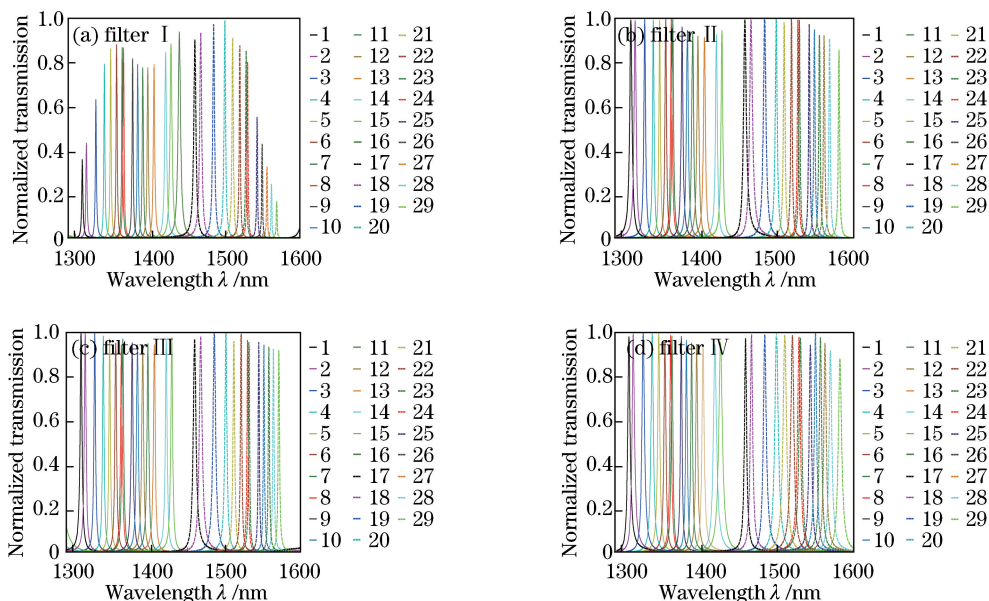 (a) filter Ⅰ
Normalized transmission
1.0
0.8
0.6
0.4
0.2
0
1300 1400 1500 1600
Wavelength λ /nm
1 11 21
2 12 22
3 13 23
4 14 24
5 15 25
6 16 26
7 17 27
8 18 28
9 19 29
10 20
(b) filter Ⅱ
Normalized transmission
1.0
0.8
0.6
0.4
0.2
0
1300 1400 1500 1600
Wavelength λ /nm
1 11 21
2 12 22
3 13 23
4 14 24
5 15 25
6 16 26
7 17 27
8 18 28
9 19 29
10 20
(c) filter Ⅲ
Normalized transmission
1.0
0.8
0.6
0.4
0.2
0
1300 1400 1500 1600
Wavelength λ /nm
1 11 21
2 12 22
3 13 23
4 14 24
5 15 25
6 16 26
7 17 27
8 18 28
9 19 29
10 20
(d) filter Ⅳ
Normalized transmission
1.0
0.8
0.6
0.4
0.2
0
1300 1400 1500 1600
Wavelength λ /nm
1 11 21
2 12 22
3 13 23
4 14 24
5 15 25
6 16 26
7 17 27
8 18 28
9 19 29
10 20